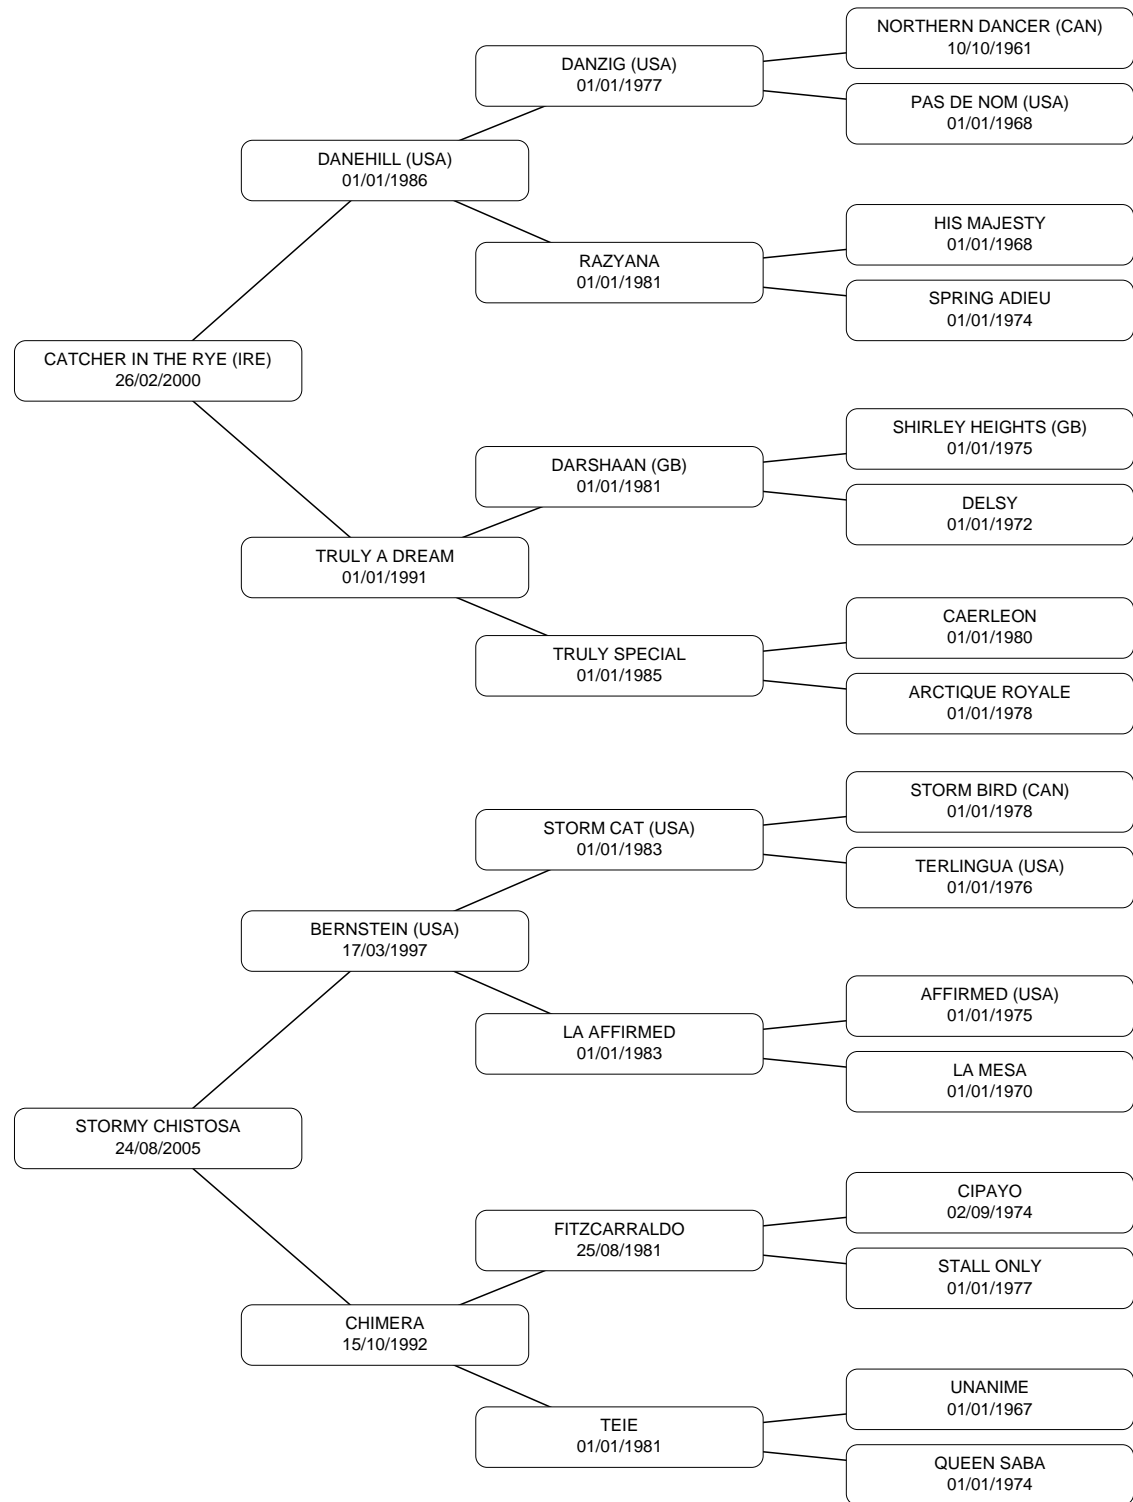 NORTHERN DANCER (CAN)
10/10/1961
DANZIG (USA)
01/01/1977
PAS DE NOM (USA)
01/01/1968
DANEHILL (USA)
01/01/1986
HIS MAJESTY
01/01/1968
RAZYANA
01/01/1981
SPRING ADIEU
01/01/1974
CATCHER IN THE RYE (IRE)
26/02/2000
SHIRLEY HEIGHTS (GB)
01/01/1975
DARSHAAN (GB)
01/01/1981
DELSY
01/01/1972
TRULY A DREAM
01/01/1991
CAERLEON
01/01/1980
TRULY SPECIAL
01/01/1985
ARCTIQUE ROYALE
01/01/1978
STORM BIRD (CAN)
01/01/1978
STORM CAT (USA)
01/01/1983
TERLINGUA (USA)
01/01/1976
BERNSTEIN (USA)
17/03/1997
AFFIRMED (USA)
01/01/1975
LA AFFIRMED
01/01/1983
LA MESA
01/01/1970
STORMY CHISTOSA
24/08/2005
CIPAYO
02/09/1974
FITZCARRALDO
25/08/1981
STALL ONLY
01/01/1977
CHIMERA
15/10/1992
UNANIME
01/01/1967
TEIE
01/01/1981
QUEEN SABA
01/01/1974